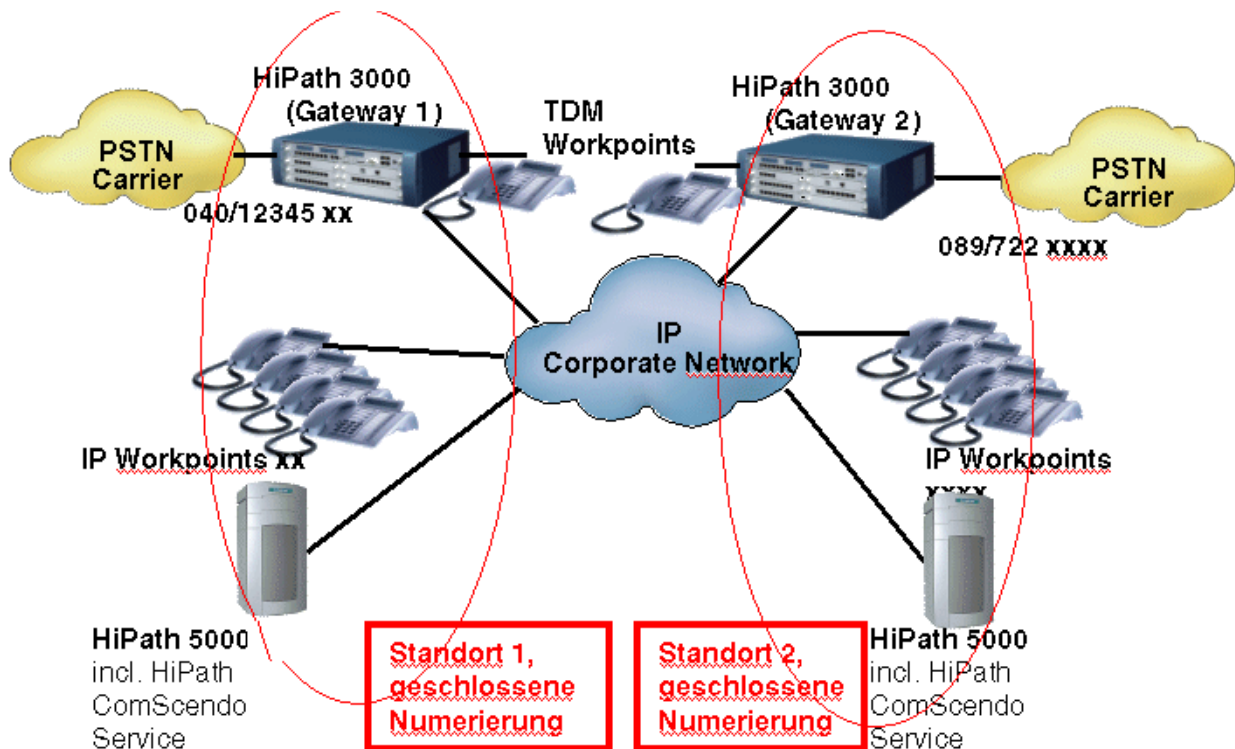 HiPath 3000
(Gateway 1)
TDM
Workpoints
HiPath 3000
(Gateway 2)
PSTN
Carrier
PSTN
Carrier
040/12345 xx
089/722 xxxx
IP
Corporate Network
IP Workpoints xx
IP Workpoints
xxxx
HiPath 5000
incl. HiPath
ComScendo
Service
Standort 1,
geschlossene
Numerierung
Standort 2,
geschlossene
Numerierung
HiPath 5000
incl. HiPath
ComScendo
Service